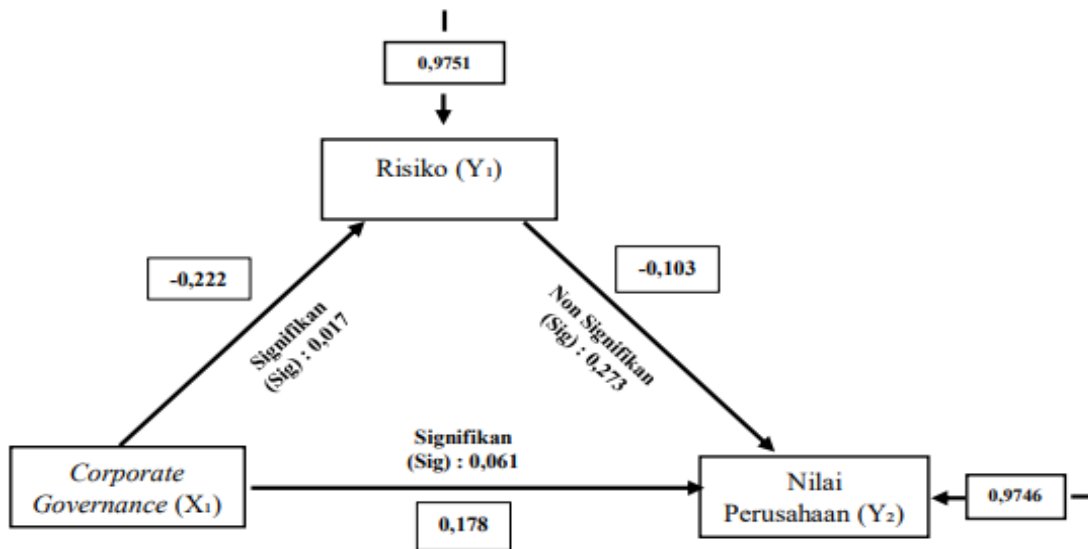 0,9751
Risiko (Y₁)
-0,222
-0,103
Signifikan
(Sig) : 0,017
Non Signifikan
(Sig) : 0,273
Signifikan
(Sig) : 0,061
Corporate
Governance (X₁)
0,178
Nilai
Perusahaan (Y₂)
0,9746